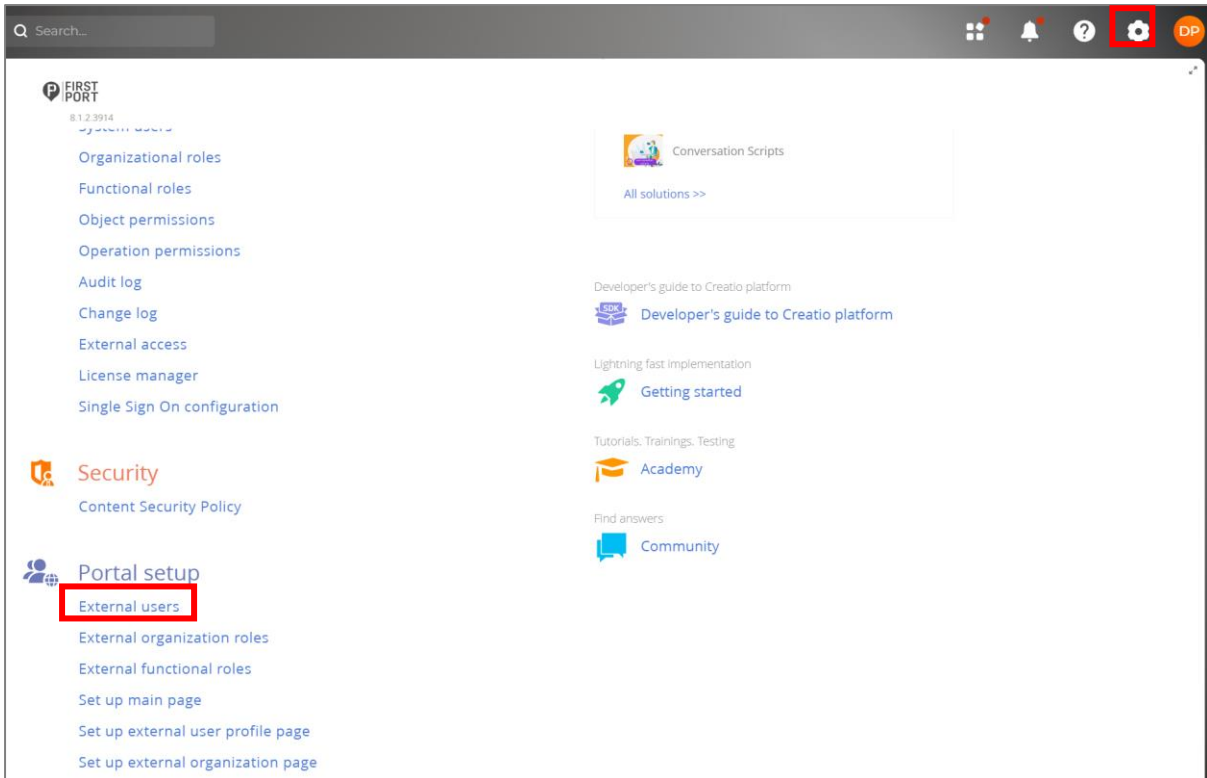 Search...
DP
FIRST
PORT
8.1.2.3914
System users
Organizational roles
Functional roles
Object permissions
Operation permissions
Audit log
Change log
External access
License manager
Single Sign On configuration
Security
Content Security Policy
Portal setup
External users
External organization roles
External functional roles
Set up main page
Set up external user profile page
Set up external organization page
Conversation Scripts
All solutions >>
Developer's guide to Creatio platform
SDK
Developer's guide to Creatio platform
Lightning fast implementation
Getting started
Tutorials. Trainings. Testing
Academy
Find answers
Community